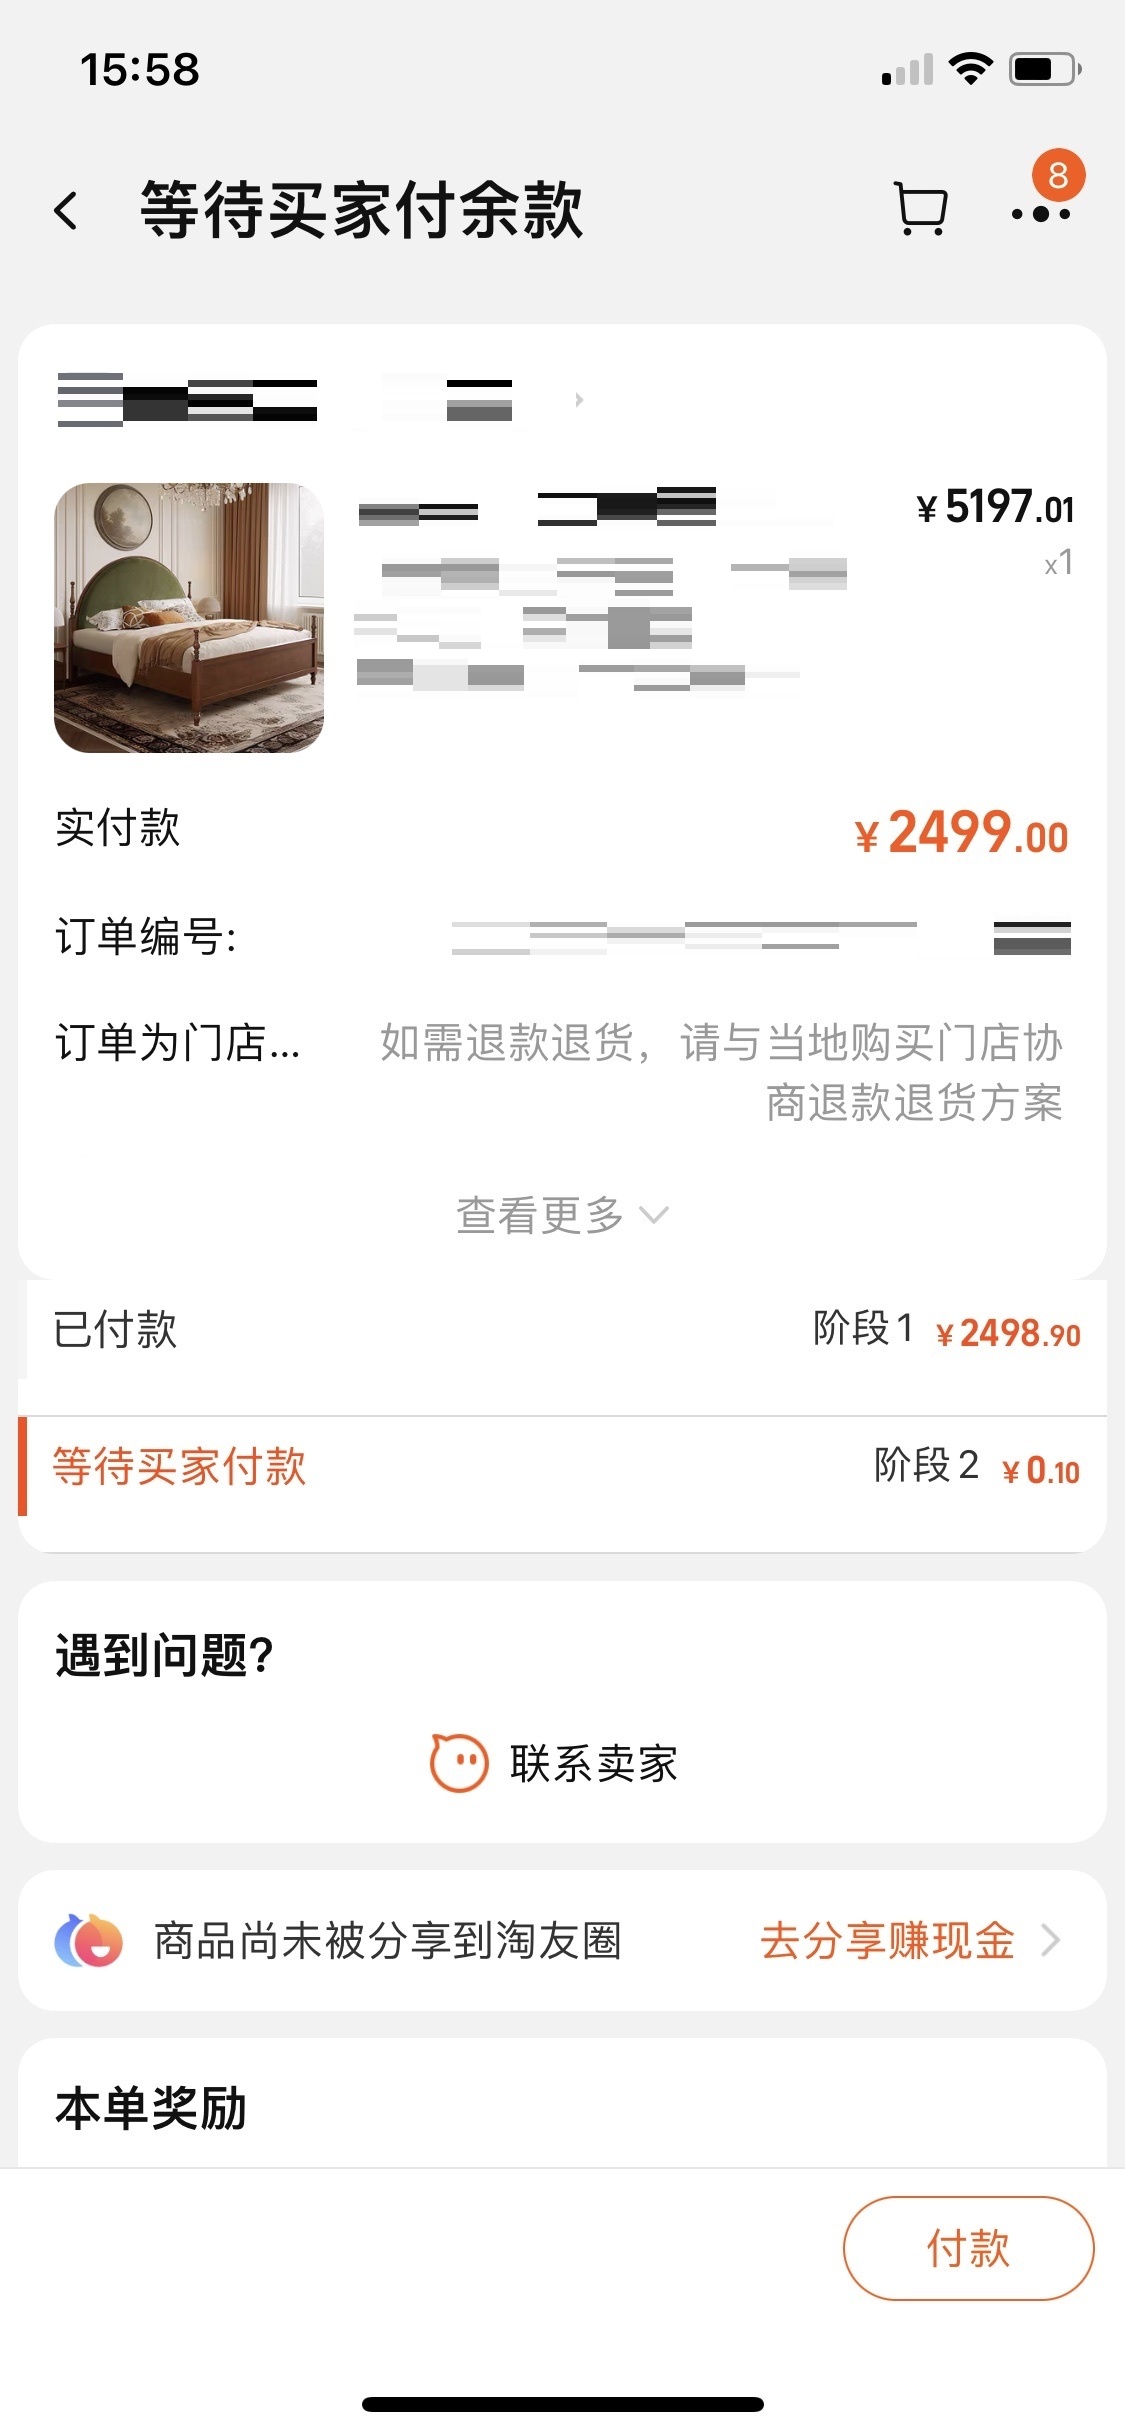 15:58
等待买家付余款
8
¥5197.01
x1
实付款
¥2499.00
订单编号:
订单为门店...
如需退款退货，请与当地购买门店协
商退款退货方案
查看更多
已付款
阶段1 ¥2498.90
等待买家付款
阶段2 ¥0.10
遇到问题?
联系卖家
商品尚未被分享到淘友圈
去分享赚现金
本单奖励
付款